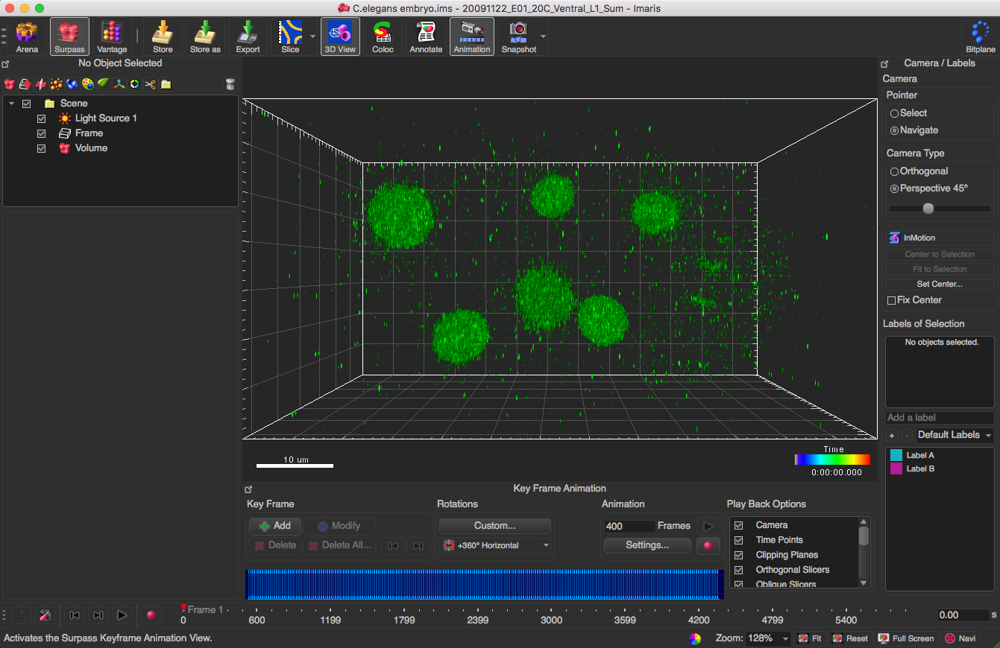 C.elegans embryo.ims - 20091122_E01_20C_Ventral_L1_Sum - Imaris
Arena
Surpass
Vantage
Store
Store as
Export
Slice
3D View
Coloc
Annotate
Animation
Snapshot
Bitplane
No Object Selected
Scene
Light Source 1
Frame
Volume
10 um
Time
0:00:00.000
Camera / Labels
Camera
Pointer
Select
Navigate
Camera Type
Orthogonal
Perspective 45º
InMotion
Center to Selection
Fit to Selection
Set Center...
Fix Center
Labels of Selection
No objects selected.
Add a label
+ - Default Labels
Label A
Label B
Key Frame Animation
Key Frame
Add
Modify
Delete
Delete All...
Rotations
Custom...
+360° Horizontal
Animation
400 Frames
Settings...
Play Back Options
Camera
Time Points
Clipping Planes
Orthogonal Slicers
Oblique Slicers
Frame 1
0 600 1199 1799 2399 3000 3599 4200 4799 5400
0.00 s
Activates the Surpass Keyframe Animation View.
Zoom: 128%
Fit
Reset
Full Screen
Navi